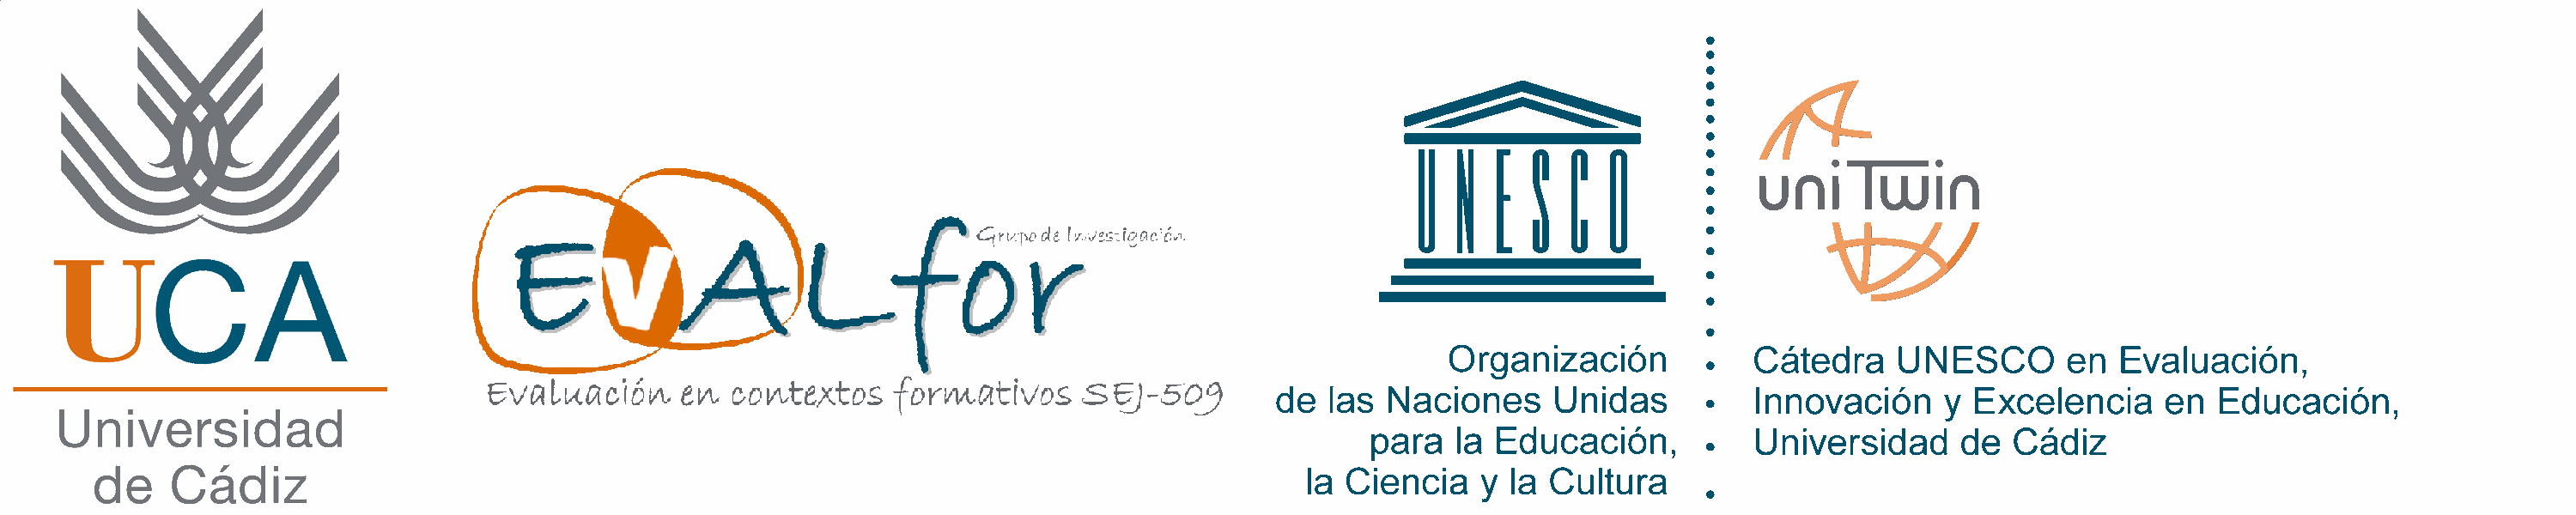 UCA
Universidad
de Cádiz
EvALfor
Grupo de Investigación
Evaluación en contextos formativos SEJ-509
UNESCO
Organización
de las Naciones Unidas
para la Educación,
la Ciencia y la Cultura
uniTwin
Cátedra UNESCO en Evaluación,
Innovación y Excelencia en Educación,
Universidad de Cádiz